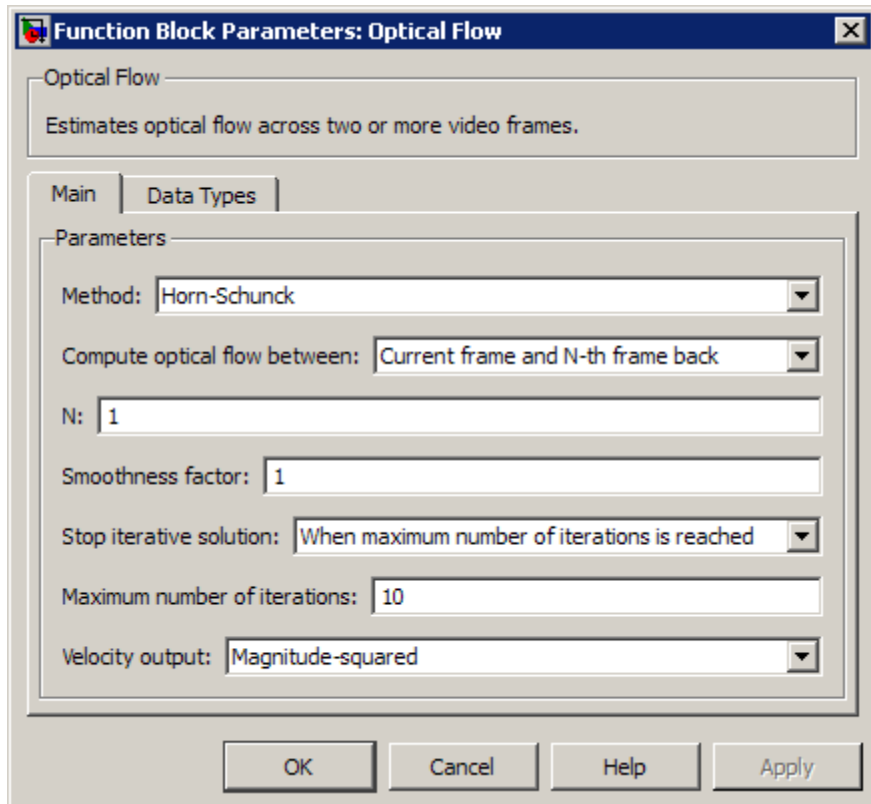 Function Block Parameters: Optical Flow
Optical Flow
Estimates optical flow across two or more video frames.
Main Data Types
Parameters
Method: Horn-Schunck
Compute optical flow between: Current frame and N-th frame back
N: 1
Smoothness factor: 1
Stop iterative solution: When maximum number of iterations is reached
Maximum number of iterations: 10
Velocity output: Magnitude-squared
OK Cancel Help Apply